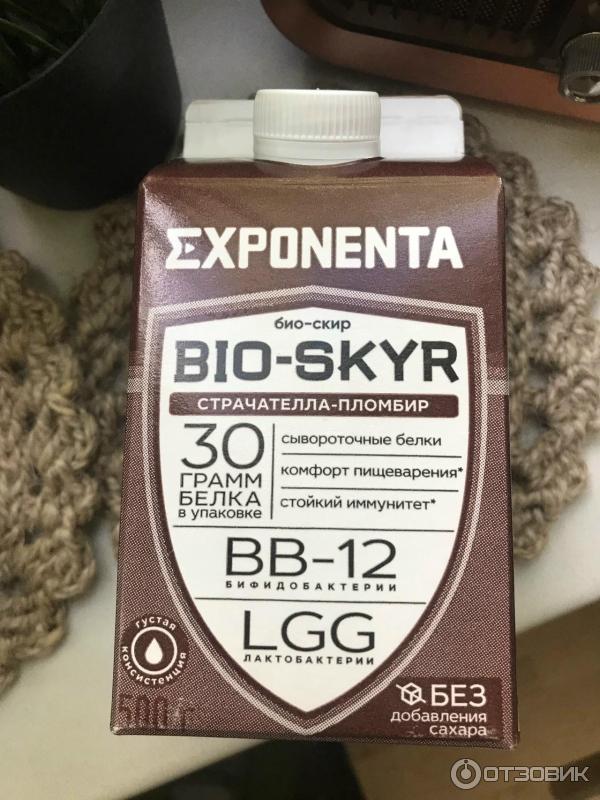 EXPONENTA
био-скир
BIO-SKYR
СТРАЧАТЕЛЛА-ПЛОМБИР
30
ГРАММ
БЕЛКА
в упаковке
сывороточные белки
комфорт пищеварения*
стойкий иммунитет*
BB-12
БИФИДОБАКТЕРИИ
LGG
ЛАКТОБАКТЕРИИ
густая
консистенция
500 г
БЕЗ
добавления
сахара
ОТЗОВИК